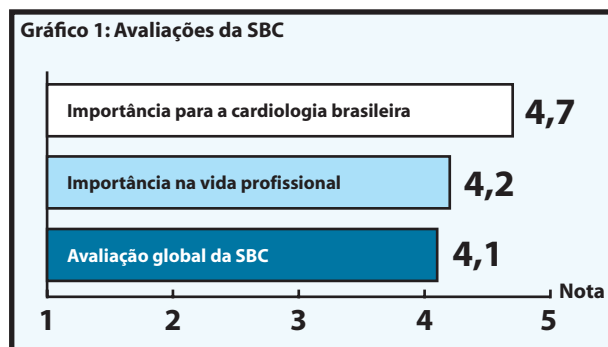 Gráfico 1: Avaliações da SBC
Importância para a cardiologia brasileira 4,7
Importância na vida profissional 4,2
Avaliação global da SBC 4,1
Nota
1 2 3 4 5